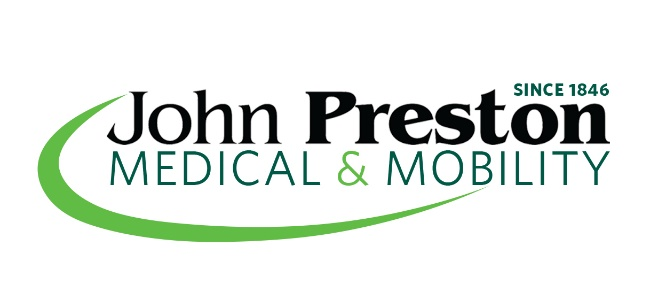 SINCE 1846
John Preston
MEDICAL & MOBILITY